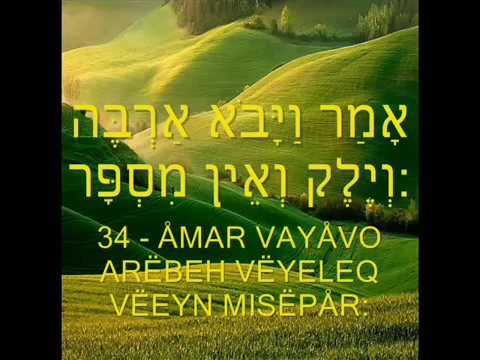 אָמַר וַיָּבֹא אַרְבֶּה
וְיֶלֶק וְאֵין מִסְפָּר:
34 - ÅMAR VAYÅVO
ARËBEH VËYELEQ
VËEYN MISËPÅR: